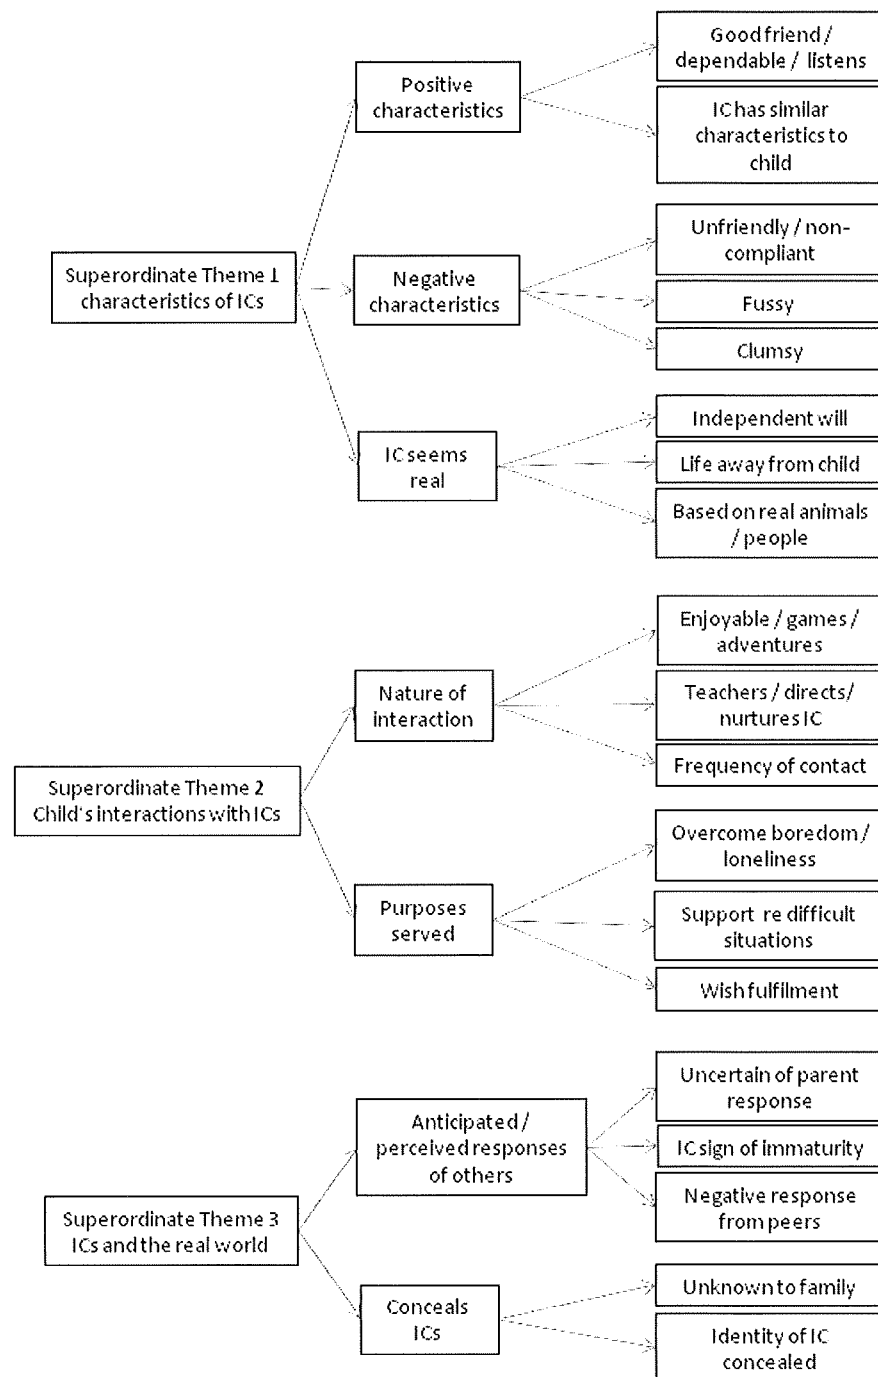 Good friend /
dependable / listens
Positive
characteristics
IC has similar
characteristics to
child
Superordinate Theme 1
characteristics of ICs
Unfriendly / non-
compliant
Negative
characteristics
Fussy
Clumsy
IC seems
real
Independent will
Life away from child
Based on real animals
/ people
Superordinate Theme 2
Child's interactions with ICs
Nature of
interaction
Enjoyable / games /
adventures
Teachers / directs/
nurtures IC
Frequency of contact
Purposes
served
Overcome boredom /
loneliness
Support re difficult
situations
Wish fulfilment
Superordinate Theme 3
ICs and the real world
Anticipated /
perceived responses
of others
Uncertain of parent
response
IC sign of immaturity
Negative response
from peers
Conceals
ICs
Unknown to family
Identity of IC
concealed